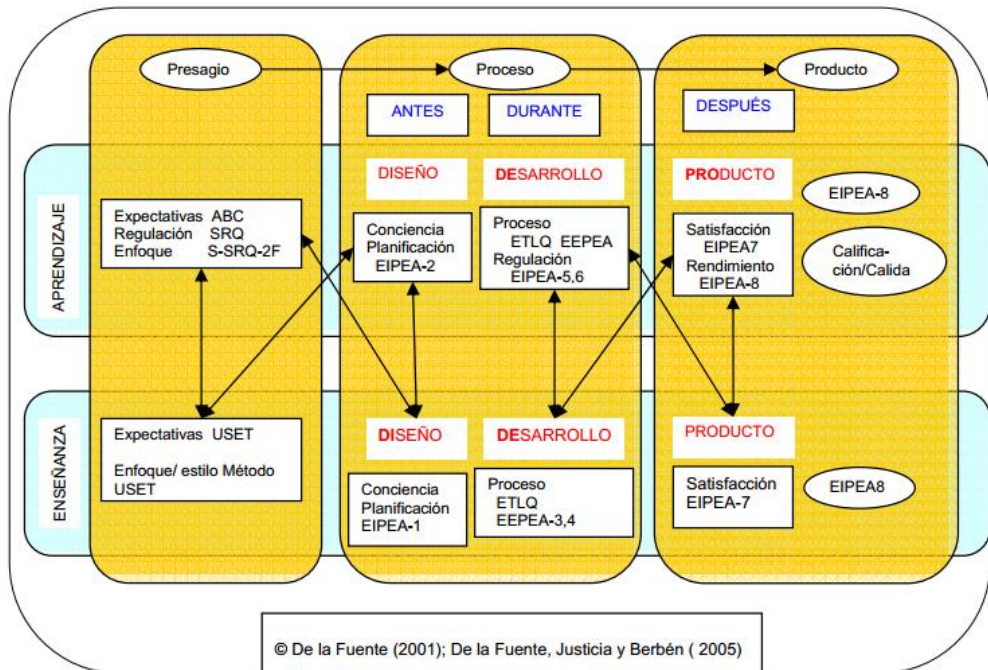 Presagio
Proceso
Producto
ANTES
DURANTE
DESPUÉS
APRENDIZAJE
DISEÑO
DESARROLLO
PRODUCTO
EIPEA-8
Expectativas ABC
Regulación SRQ
Enfoque S-SRQ-2F
Conciencia
Planificación
EIPEA-2
Proceso
ETLQ EEPEA
Regulación
EIPEA-5,6
Satisfacción
EIPEA7
Rendimiento
EIPEA-8
Califica-
ción/Calida
ENSEÑANZA
Expectativas USET
Enfoque/ estilo Método
USET
DISEÑO
DESARROLLO
PRODUCTO
Conciencia
Planificación
EIPEA-1
Proceso
ETLQ
EEPEA-3,4
Satisfacción
EIPEA-7
EIPEA8
© De la Fuente (2001); De la Fuente, Justicia y Berbén ( 2005)